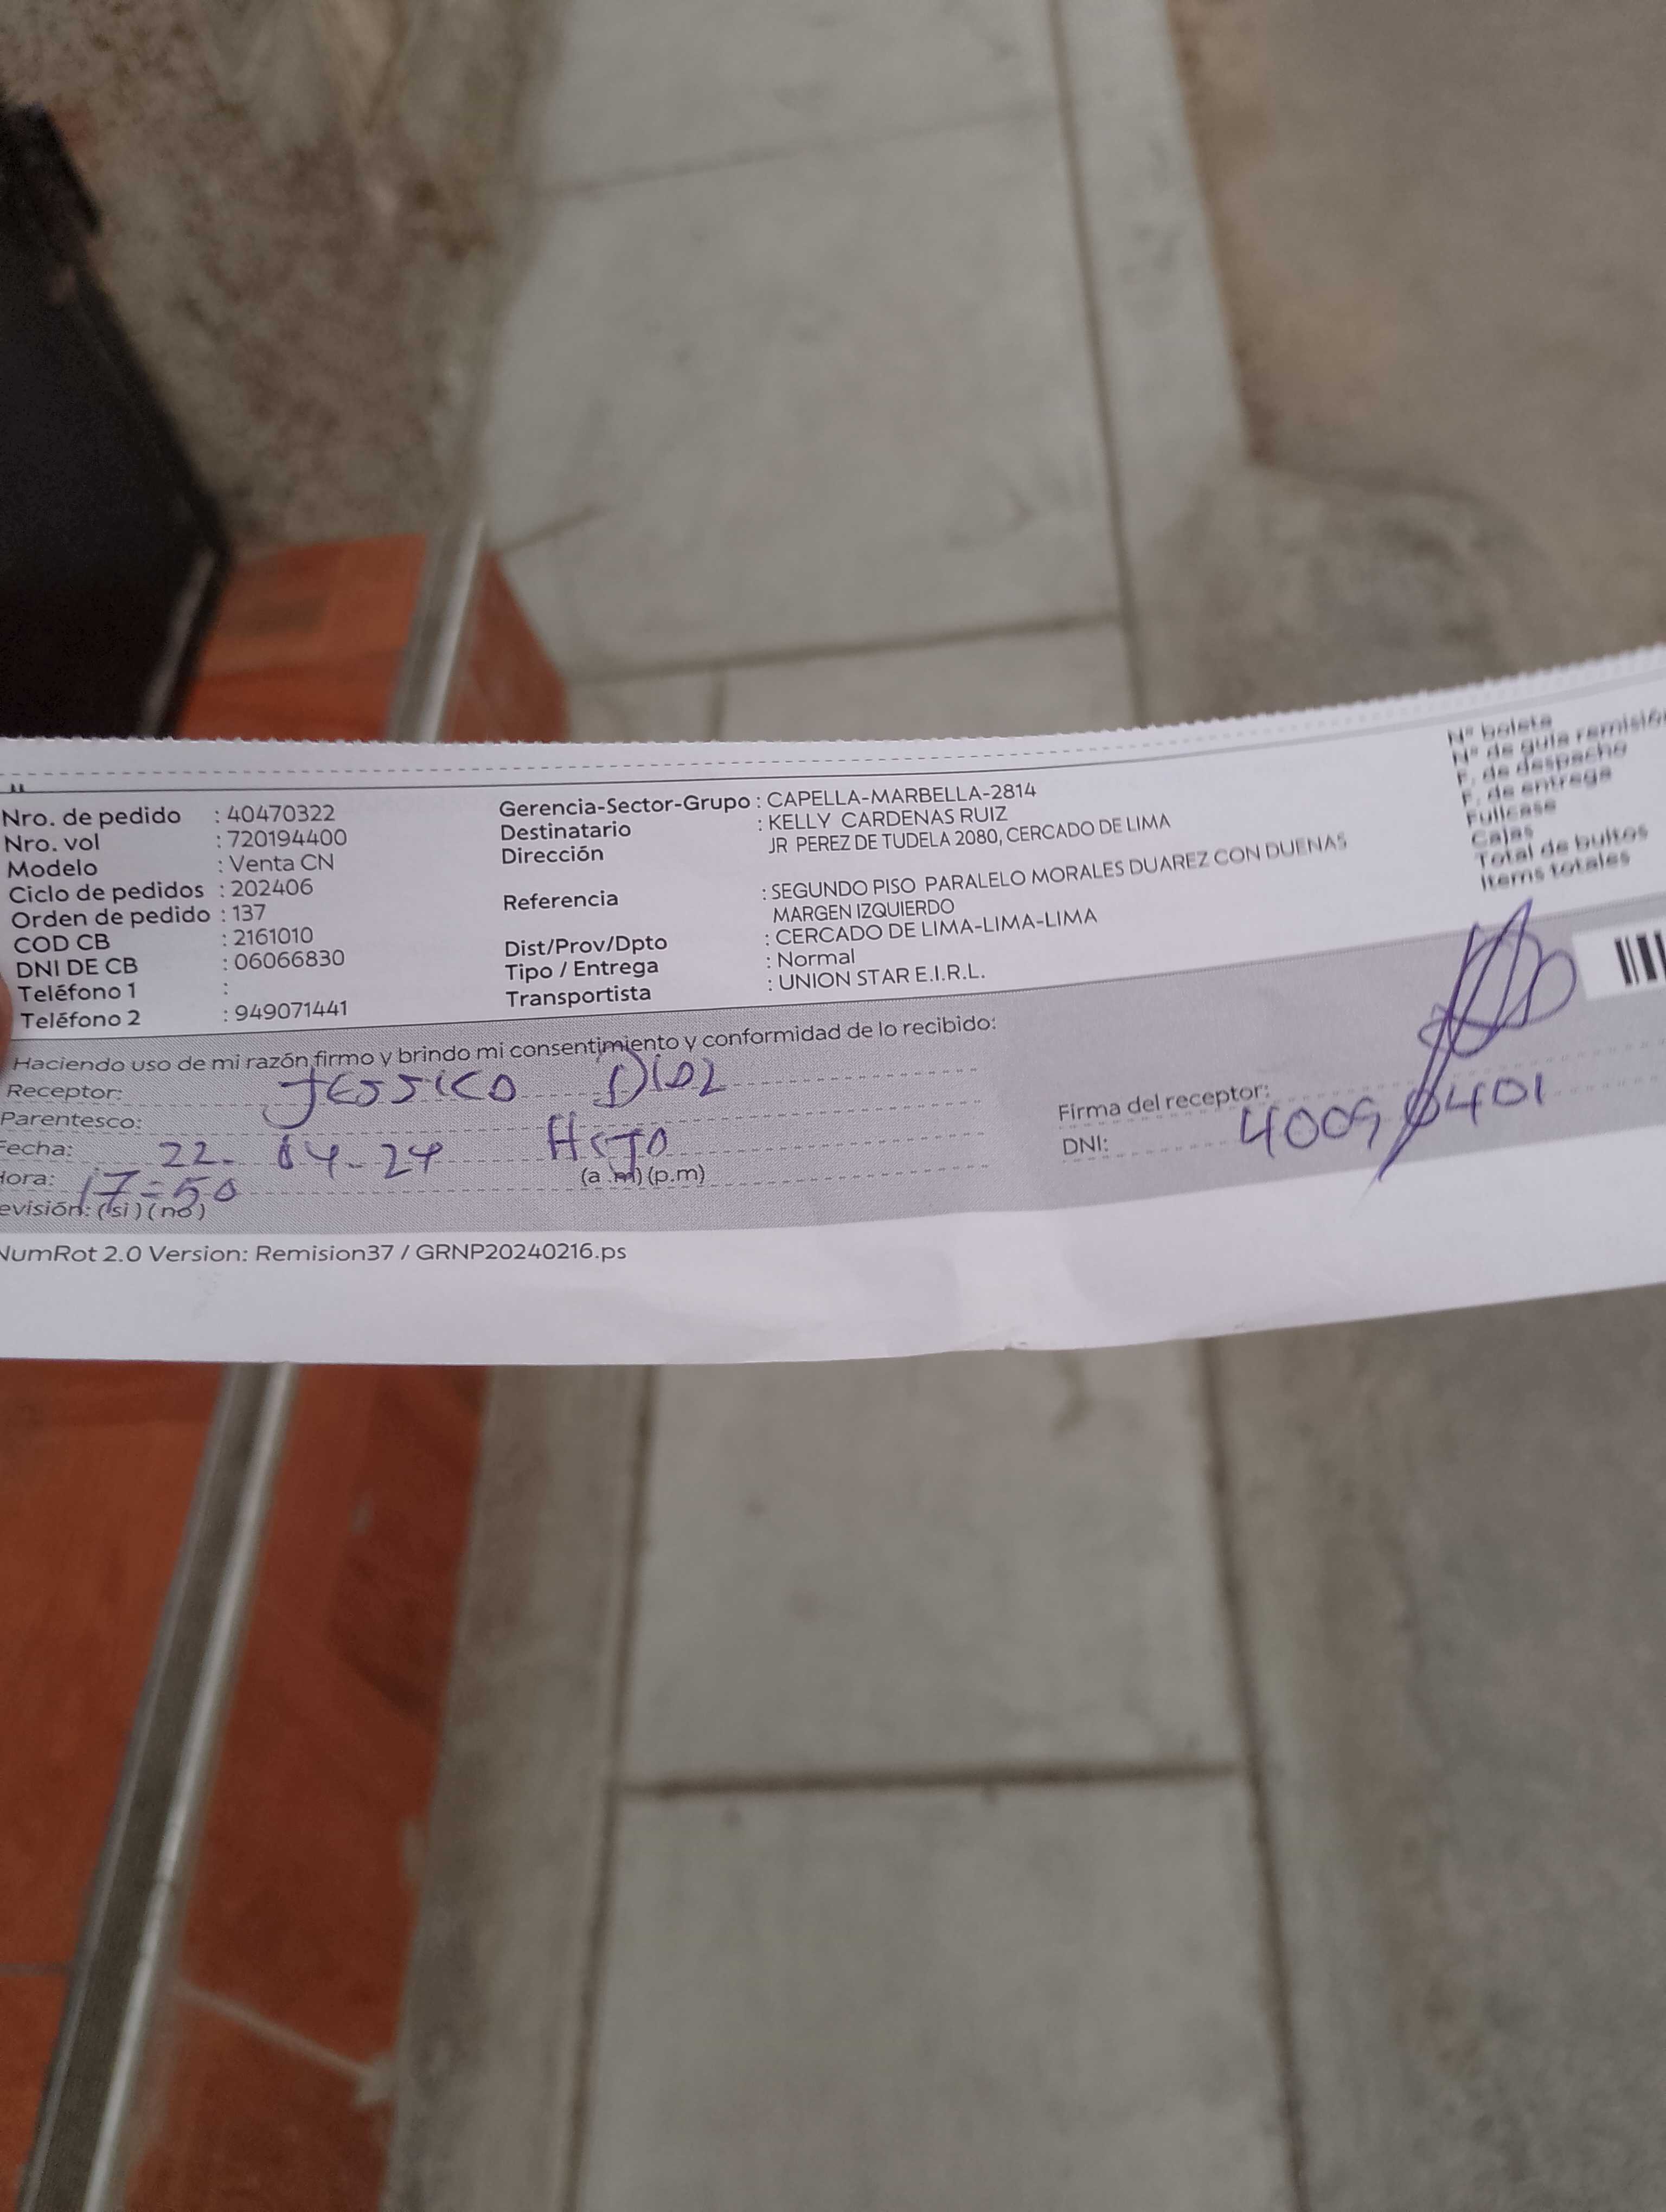 Nro. de pedido : 40470322
Nro. vol : 720194400
Modelo : Venta CN
Ciclo de pedidos : 202406
Orden de pedido : 137
COD CB : 2161010
DNI DE CB : 06066830
Teléfono 1 :
Teléfono 2 : 949071441
Gerencia-Sector-Grupo : CAPELLA-MARBELLA-2814
Destinatario : KELLY CARDENAS RUIZ
Dirección JR PEREZ DE TUDELA 2080, CERCADO DE LIMA
Referencia : SEGUNDO PISO PARALELO MORALES DUAREZ CON DUENAS
MARGEN IZQUIERDO
Dist/Prov/Dpto : CERCADO DE LIMA-LIMA-LIMA
Tipo / Entrega : Normal
Transportista : UNION STAR E.I.R.L.
N° boleta
N° de guía remisión
F. de despacho
F. de entrega
Fullcase
Cajas
Total de bultos
Items totales
Haciendo uso de mi razón firmo y brindo mi consentimiento y conformidad de lo recibido:
Receptor: Jessica Diaz
Parentesco:
Fecha: 22-04-24
Hora: 17=50 (a.m) (p.m)
evisión: (si) (no)
Firma del receptor:
DNI: 40090401
NumRot 2.0 Version: Remision37 / GRNP20240216.ps